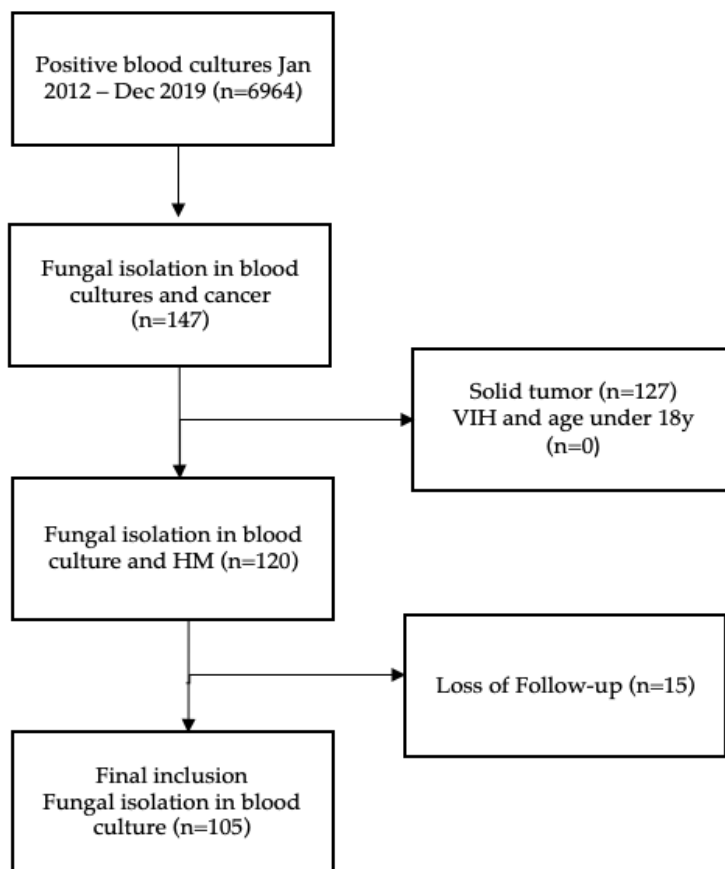 Positive blood cultures Jan
2012 – Dec 2019 (n=6964)
Fungal isolation in blood
cultures and cancer
(n=147)
Solid tumor (n=127)
VIH and age under 18y
(n=0)
Fungal isolation in blood
culture and HM (n=120)
Loss of Follow-up (n=15)
Final inclusion
Fungal isolation in blood
culture (n=105)